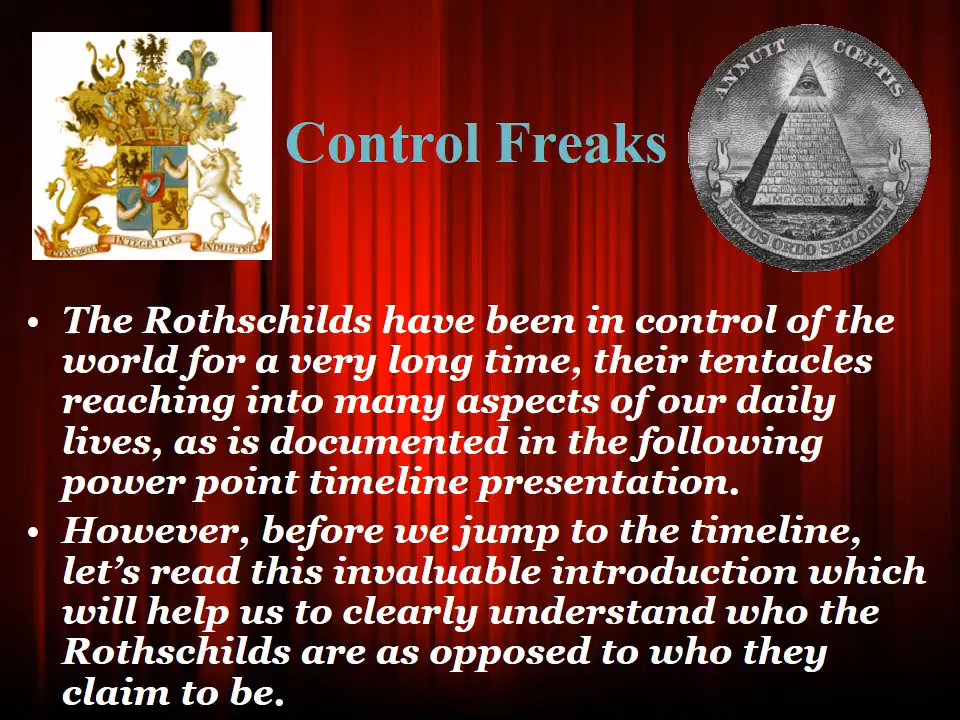 Control Freaks
CONCORDIA INTEGRITAS INDUSTRIA
ANNUIT CŒPTIS
MDCCLXXVI
NOVUS ORDO SECLORUM
• The Rothschilds have been in control of the
world for a very long time, their tentacles
reaching into many aspects of our daily
lives, as is documented in the following
power point timeline presentation.
• However, before we jump to the timeline,
let's read this invaluable introduction which
will help us to clearly understand who the
Rothschilds are as opposed to who they
claim to be.